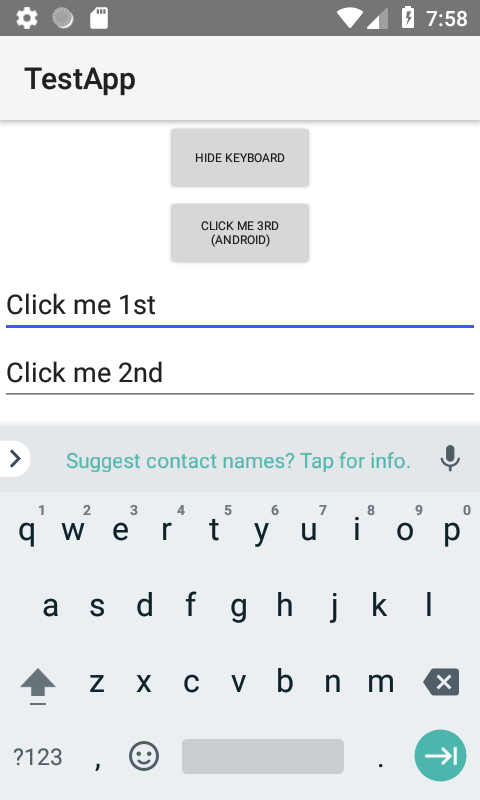 7:58
TestApp
HIDE KEYBOARD
CLICK ME 3RD
(ANDROID)
Click me 1st
Click me 2nd
Suggest contact names? Tap for info.
1 2 3 4 5 6 7 8 9 0
q w e r t y u i o p
a s d f g h j k l
z x c v b n m
?123 , .